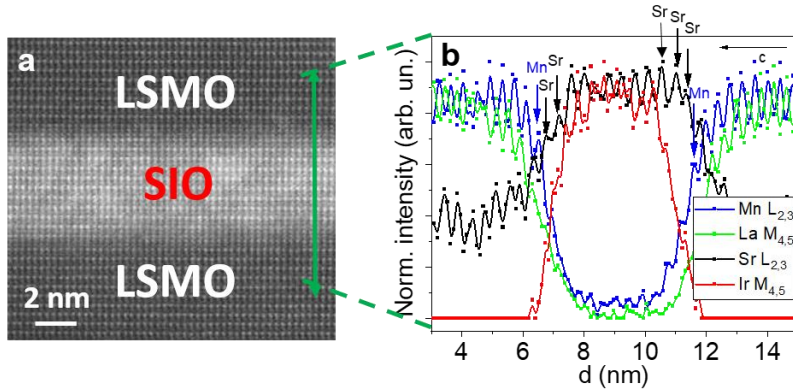 a
LSMO
SIO
LSMO
2 nm
b
Sr
Sr
Sr
c
Mn
Sr
Sr
Mn
Norm. intensity (arb. un.)
Mn L2,3
La M4,5
Sr L2,3
Ir M4,5
4 6 8 10 12 14
d (nm)